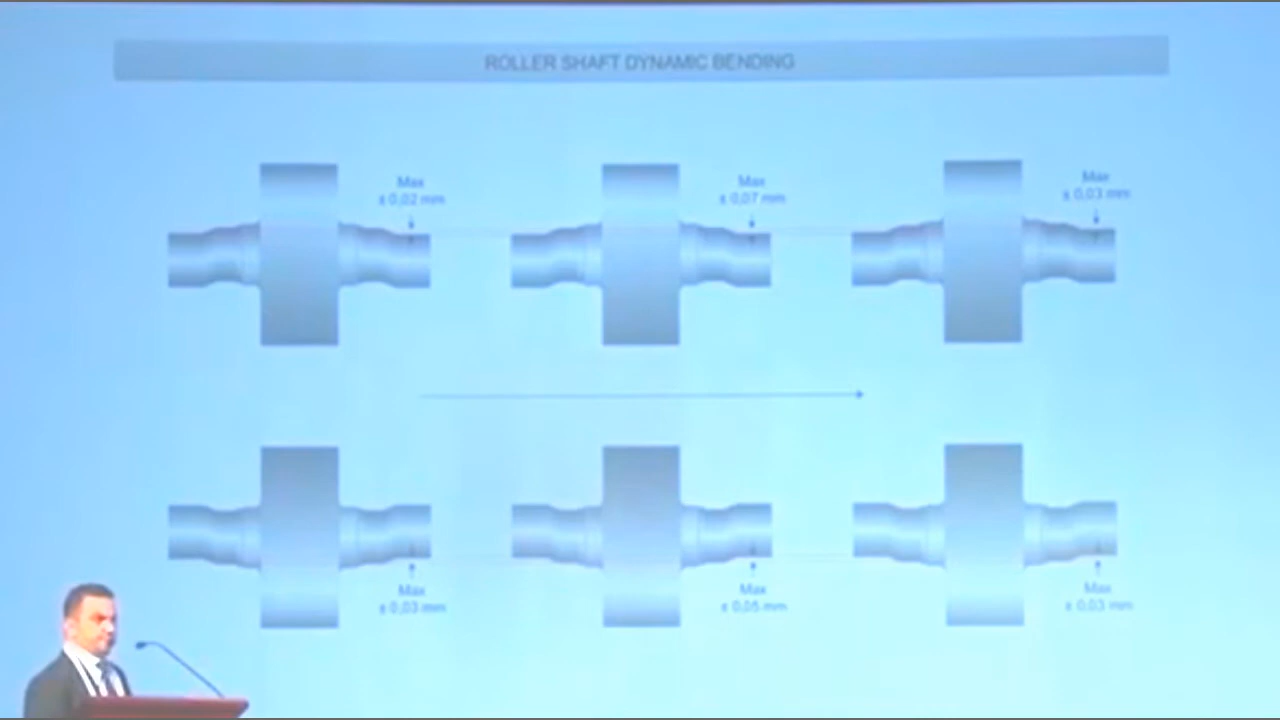 ROLLER SHAFT DYNAMIC BENDING
Max
± 0,02 mm
Max
± 0,07 mm
Max
± 0,03 mm
Max
± 0,03 mm
Max
± 0,05 mm
Max
± 0,03 mm